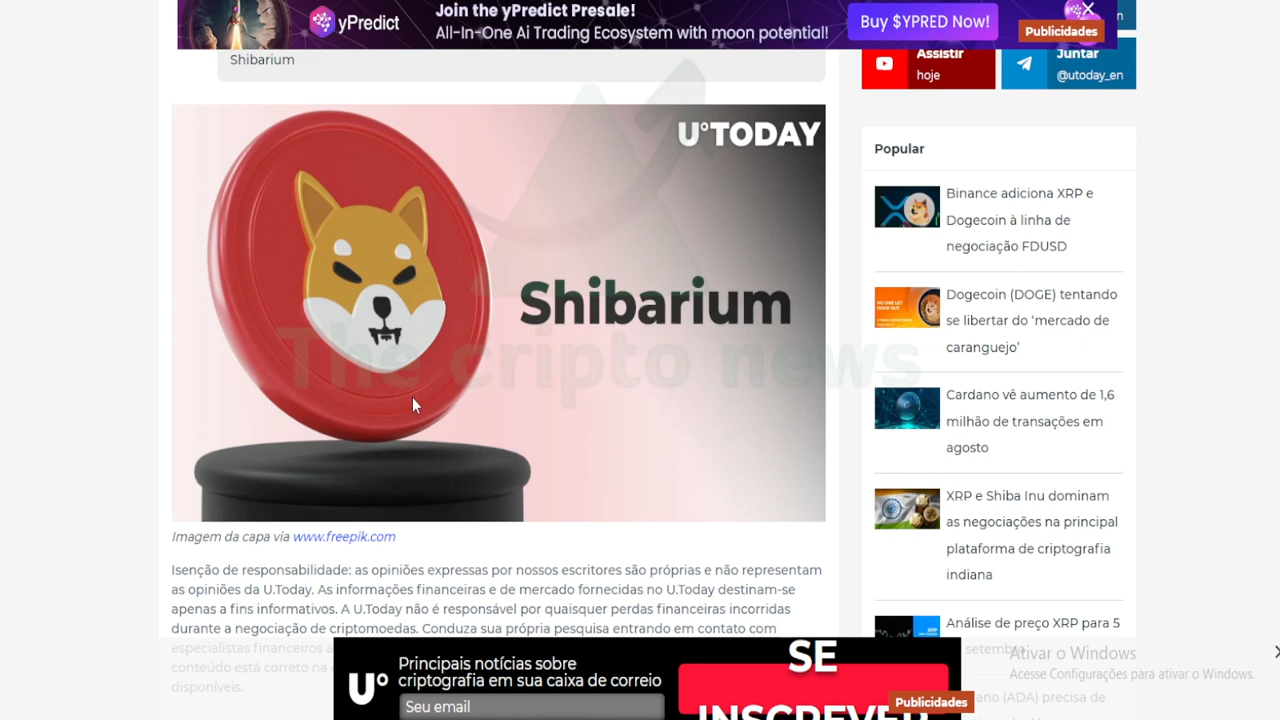 Join the yPredict Presale!
yPredict
All-In-One Ai Trading Ecosystem with moon potential!
Buy $YPRED Now!
Publicidades
Shibarium
Assistir
hoje
Juntar
@utoday_en
U°TODAY
Shibarium
The cripto news
Imagem da capa via www.freepik.com
Isenção de responsabilidade: as opiniões expressas por nossos escritores são próprias e não representam
as opiniões da U.Today. As informações financeiras e de mercado fornecidas no U.Today destinam-se
apenas a fins informativos. A U.Today não é responsável por quaisquer perdas financeiras incorridas
durante a negociação de criptomoedas. Conduza sua própria pesquisa entrando em contato com
especialistas financeiros
conteúdo está correto na
disponíveis.
Popular
Binance adiciona XRP e
Dogecoin à linha de
negociação FDUSD
Dogecoin (DOGE) tentando
se libertar do ‘mercado de
caranguejo’
Cardano vê aumento de 1,6
milhão de transações em
agosto
XRP e Shiba Inu dominam
as negociações na principal
plataforma de criptografia
indiana
Análise de preço XRP para 5
setembro
(ADA) precisa de
Ativar o Windows
Acesse Configurações para ativar o Windows.
U°
Principais notícias sobre
criptografia em sua caixa de correio
Seu email
SE
INSCREVER
Publicidades